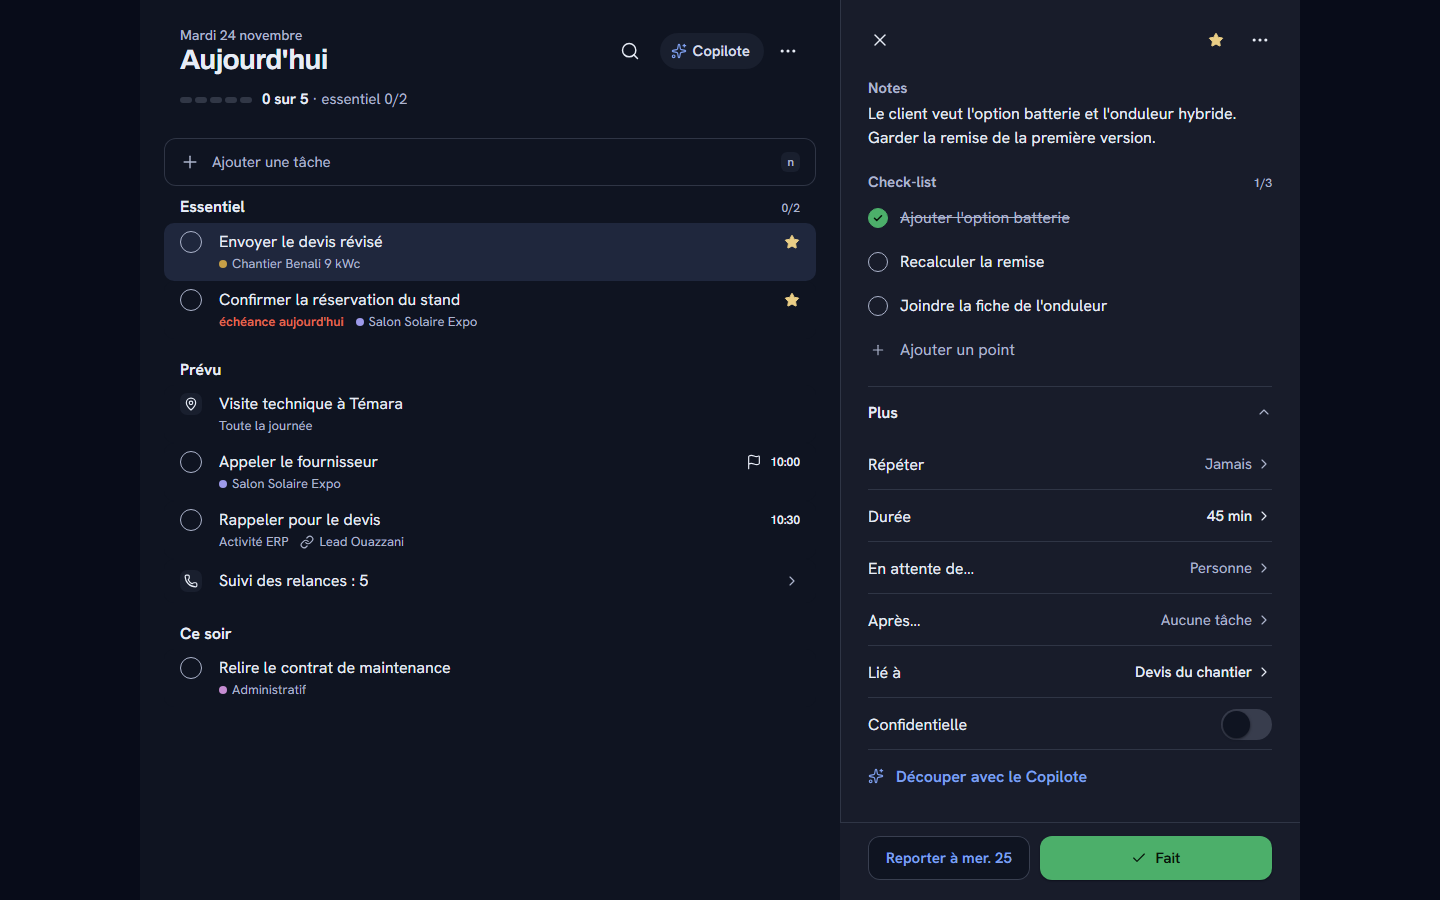 Mardi 24 novembre
Aujourd'hui
Copilote
0 sur 5 · essentiel 0/2
Ajouter une tâche
n
Essentiel
0/2
Envoyer le devis révisé
Chantier Benali 9 kWc
Confirmer la réservation du stand
échéance aujourd'hui
Salon Solaire Expo
Prévu
Visite technique à Témara
Toute la journée
Appeler le fournisseur
10:00
Salon Solaire Expo
Rappeler pour le devis
10:30
Activité ERP
Lead Ouazzani
Suivi des relances : 5
Ce soir
Relire le contrat de maintenance
Administratif
Notes
Le client veut l'option batterie et l'onduleur hybride.
Garder la remise de la première version.
Check-list
1/3
Ajouter l'option batterie
Recalculer la remise
Joindre la fiche de l'onduleur
Ajouter un point
Plus
Répéter
Jamais
Durée
45 min
En attente de...
Personne
Après...
Aucune tâche
Lié à
Devis du chantier
Confidentielle
Découper avec le Copilote
Reporter à mer. 25
Fait